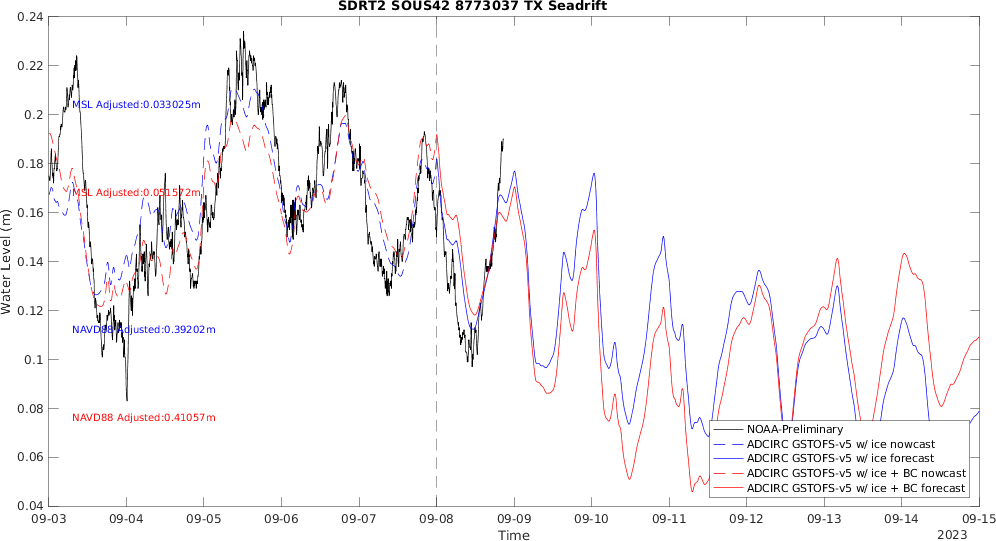 SDRT2 SOUS42 8773037 TX Seadrift
0.24
0.22
0.2
0.18
0.16
0.14
0.12
0.1
0.08
0.06
0.04
Water Level (m)
MSL Adjusted:0.033025m
MSL Adjusted:0.051572m
NAVD88 Adjusted:0.39202m
NAVD88 Adjusted:0.41057m
NOAA-Preliminary
ADCIRC GSTOFS-v5 w/ ice nowcast
ADCIRC GSTOFS-v5 w/ ice forecast
ADCIRC GSTOFS-v5 w/ ice + BC nowcast
ADCIRC GSTOFS-v5 w/ ice + BC forecast
09-03 09-04 09-05 09-06 09-07 09-08 09-09 09-10 09-11 09-12 09-13 09-14 09-15
Time
2023